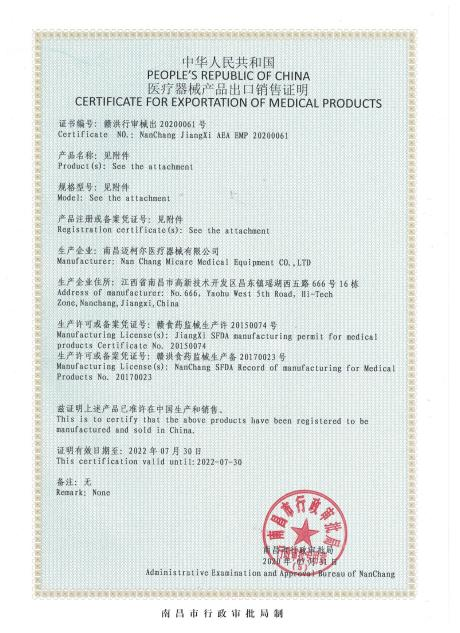 中华人民共和国
PEOPLE'S REPUBLIC OF CHINA
医疗器械产品出口销售证明
CERTIFICATE FOR EXPORTATION OF MEDICAL PRODUCTS
证书编号: 赣洪行审械出 20200061 号
Certificate NO.: NanChang JiangXi AEA EMP 20200061
产品名称: 见附件
Product(s): See the attachment
规格型号: 见附件
Model: See the attachment
产品注册或备案凭证号: 见附件
Registration certificate(s): See the attachment
生产企业: 南昌迈柯尔医疗器械有限公司
Manufacturer: Nan Chang Micare Medical Equipment CO.,LTD
生产企业住所: 江西省南昌市高新技术开发区昌东镇瑶湖西五路 666 号 16 栋
Address of manufacturer: No.666, Yaohu West 5th Road, Hi-Tech
Zone,Nanchang,Jiangxi,China
生产许可或备案凭证号: 赣食药监械生产许 20150074 号
Manufacturing License(s): JiangXi SFDA manufacturing permit for medical
products Certificate No. 20150074
生产许可或备案凭证号: 赣洪食药监械生产备 20170023 号
Manufacturing License(s): NanChang SFDA Record of manufacturing for Medical
Products No. 20170023
兹证明上述产品已准许在中国生产和销售。
This is to certify that the above products have been registered to be
manufactured and sold in China.
证明有效日期至: 2022 年 07 月 30 日
This certification valid until:2022-07-30
备注: 无
Remark: None
南昌市行政审批局
南昌市行政审批局
2020 年 07 月 31 日
(5)
Administrative Examination and Approval Bureau of NanChang
南昌市行政审批局制